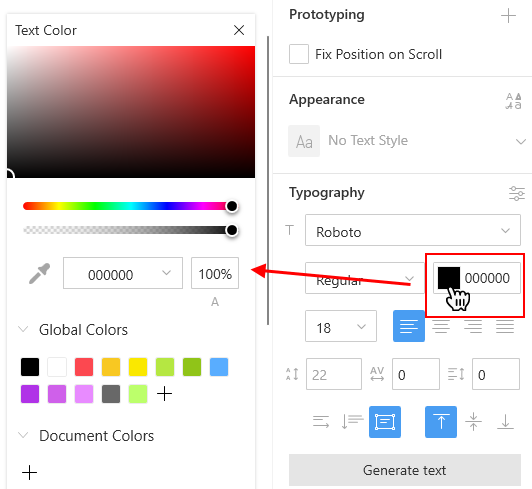 Text Color
000000
100%
A
Global Colors
Document Colors
Prototyping
Fix Position on Scroll
Appearance
Aa
No Text Style
Typography
T
Roboto
Regular
000000
18
22
AV
0
0
Generate text